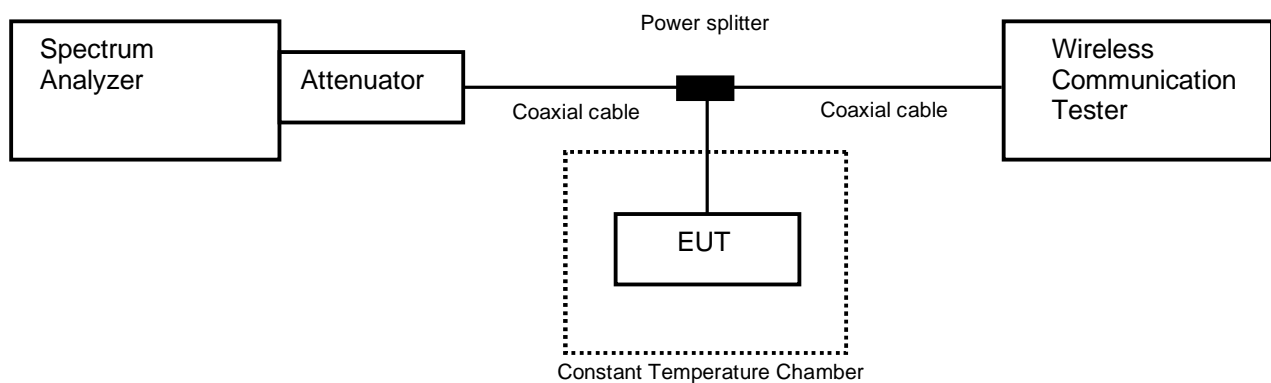 Power splitter
Spectrum
Analyzer
Attenuator
Wireless
Communication
Tester
Coaxial cable
Coaxial cable
EUT
Constant Temperature Chamber